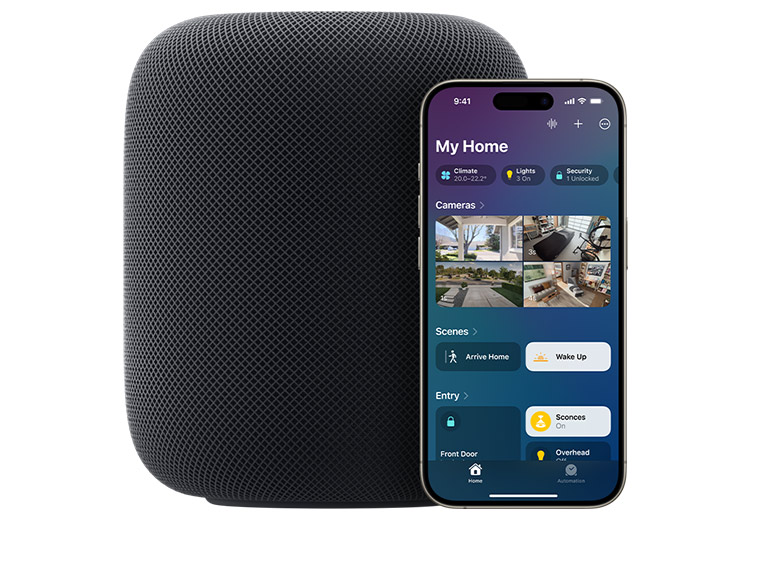 9:41
My Home
Climate
20.0–22.2°
Lights
3 On
Security
1 Unlocked
Cameras
Scenes
Arrive Home
Wake Up
Entry
Front Door
Sconces
On
Overhead
Off
Home
Automation